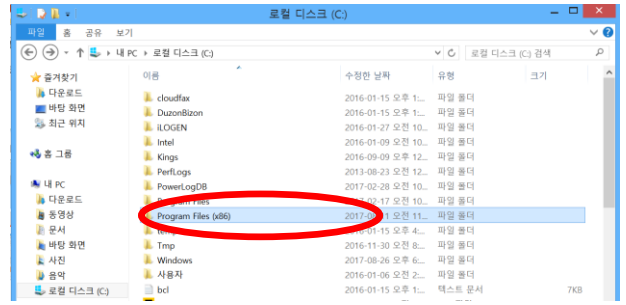 로컬 디스크 (C:)
파일 홈 공유 보기
내 PC 로컬 디스크 (C:) 로컬 디스크 (C:) 검색
이름 수정한 날짜 유형 크기
즐겨찾기
다운로드 cloudfax 2016-01-15 오후 1:... 파일 폴더
바탕 화면 DuzonBizon 2016-01-15 오후 1:... 파일 폴더
최근 위치 iLOGEN 2016-01-27 오전 10... 파일 폴더
Intel 2016-01-09 오전 10... 파일 폴더
홈 그룹 Kings 2016-09-09 오후 12... 파일 폴더
PerfLogs 2013-08-23 오전 12... 파일 폴더
내 PC PowerLogDB 2017-02-28 오전 10... 파일 폴더
다운로드 Program Files 2017-02-17 오전 10... 파일 폴더
동영상 Program Files (x86) 오전 11... 파일 폴더
문서 오후 4:... 파일 폴더
바탕 화면 Tmp 2016-11-30 오전 8:... 파일 폴더
사진 Windows 2017-08-26 오후 6:... 파일 폴더
음악 사용자 2016-01-06 오전 2:... 파일 폴더
로컬 디스크 (C:) bcl 2016-01-15 오후 1:... 텍스트 문서 7KB